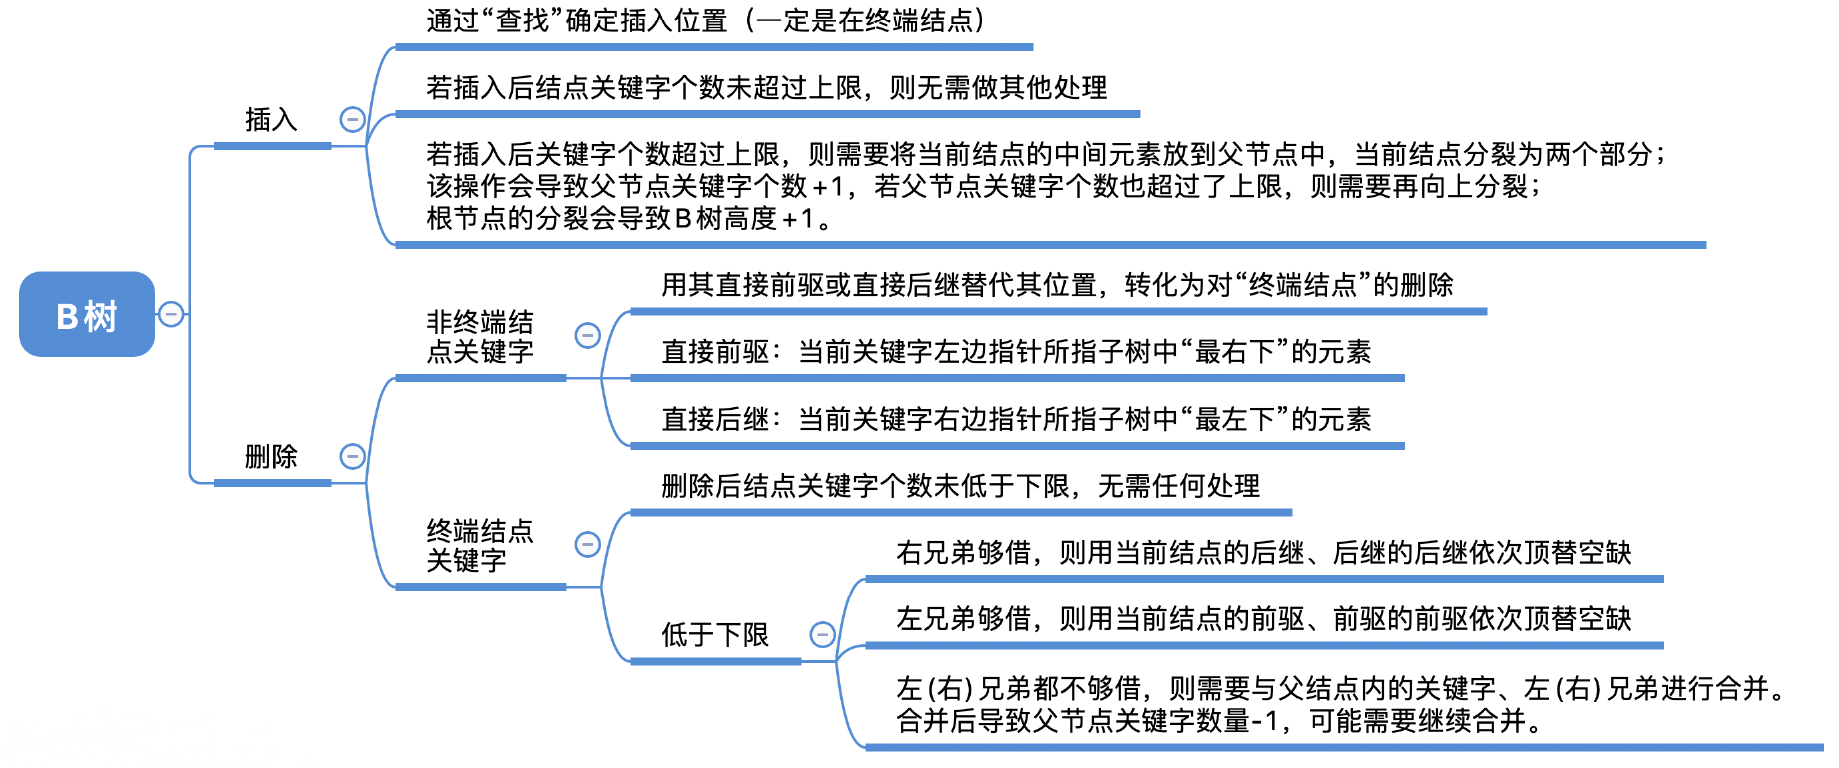 B树
插入
通过“查找”确定插入位置（一定是在终端结点）
若插入后结点关键字个数未超过上限，则无需做其他处理
若插入后关键字个数超过上限，则需要将当前结点的中间元素放到父节点中，当前结点分裂为两个部分；
该操作会导致父节点关键字个数+1，若父节点关键字个数也超过了上限，则需要再向上分裂；
根节点的分裂会导致B树高度+1。
删除
非终端结
点关键字
用其直接前驱或直接后继替代其位置，转化为对“终端结点”的删除
直接前驱：当前关键字左边指针所指子树中“最右下”的元素
直接后继：当前关键字右边指针所指子树中“最左下”的元素
终端结点
关键字
删除后结点关键字个数未低于下限，无需任何处理
低于下限
右兄弟够借，则用当前结点的后继、后继的后继依次顶替空缺
左兄弟够借，则用当前结点的前驱、前驱的前驱依次顶替空缺
左(右)兄弟都不够借，则需要与父结点内的关键字、左(右)兄弟进行合并。
合并后导致父节点关键字数量-1，可能需要继续合并。